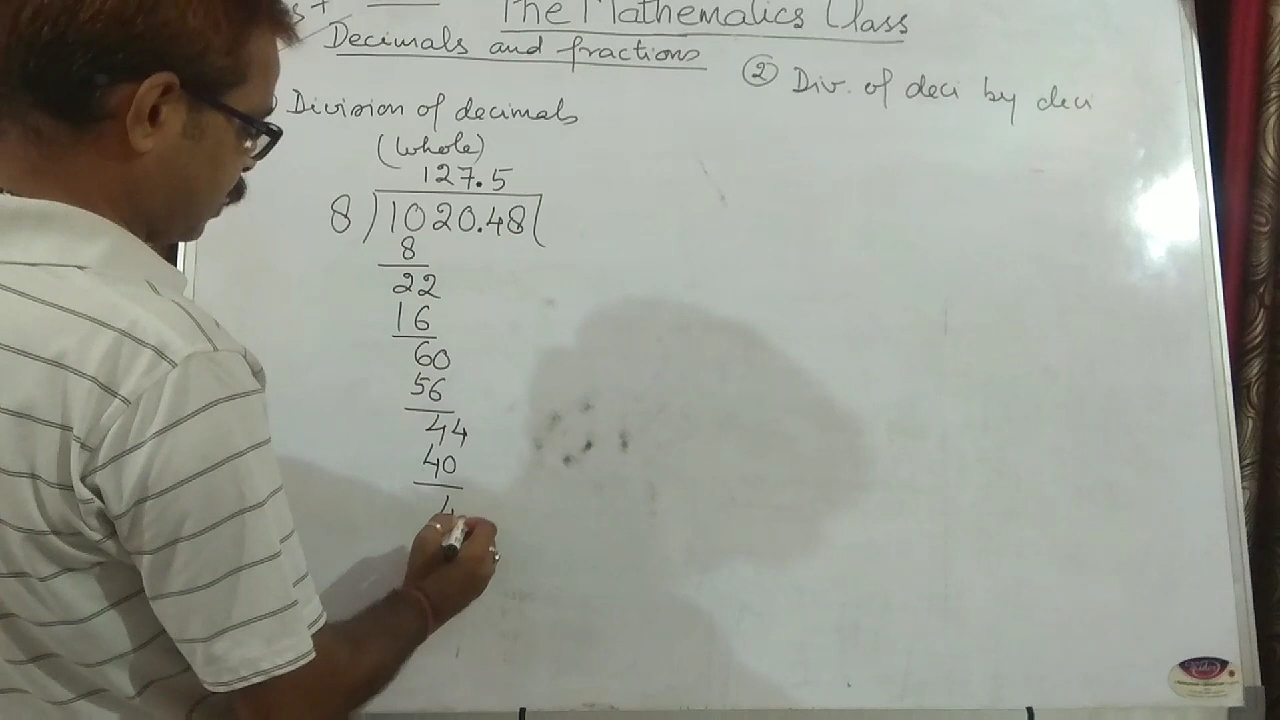 The Mathematics Class
Decimals and fractions
Division of decimals
(Whole)
127.5
8)1020.48(
8
22
16
60
56
44
40
4
② Div. of deci by deci